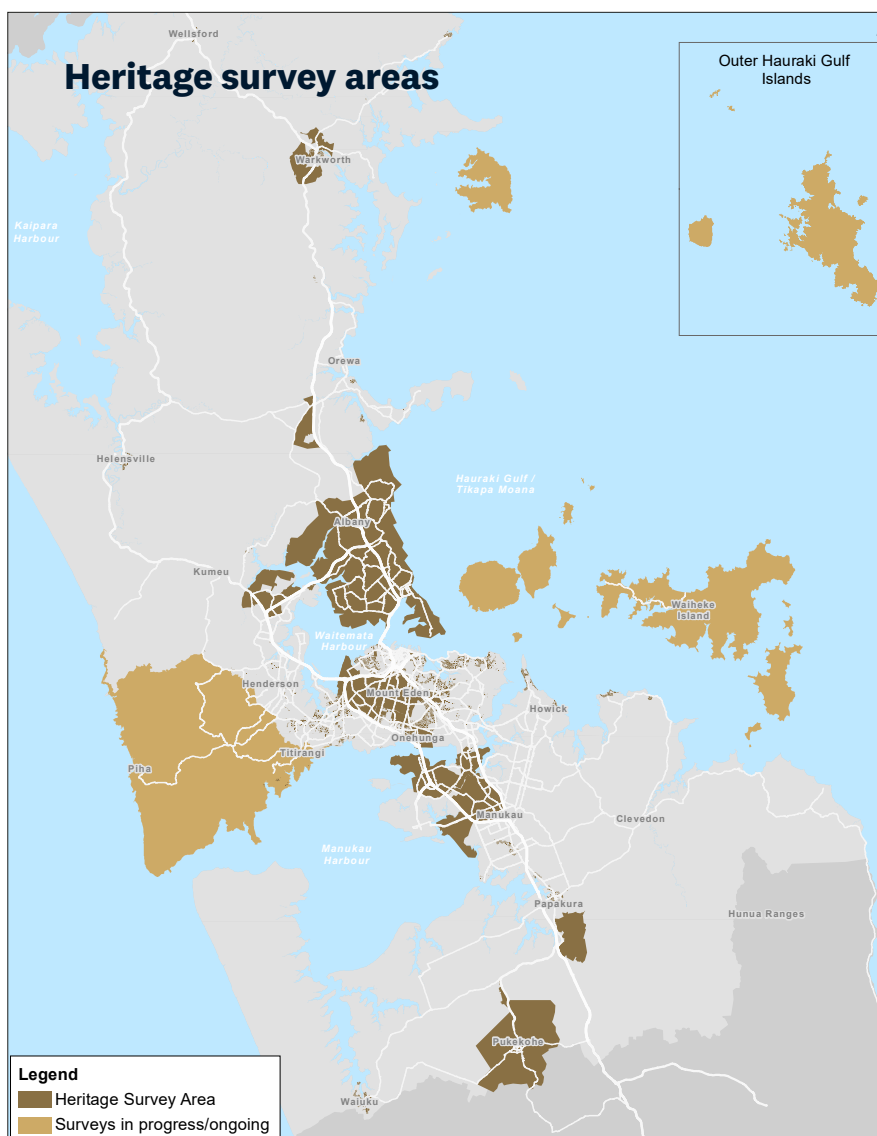 Wellsford
Heritage survey areas
Outer Hauraki Gulf
Islands
Warkworth
Kaipara
Harbour
Orewa
Helensville
Hauraki Gulf /
Tikapa Moana
Albany
Kumeu
Waiheke
Island
Waitemata
Harbour
Henderson
Mount Eden
Howick
Onehunga
Titirangi
Piha
Manukau
Clevedon
Manukau
Harbour
Papakura
Hunua Ranges
Pukekohe
Waiuku
Legend
Heritage Survey Area
Surveys in progress/ongoing